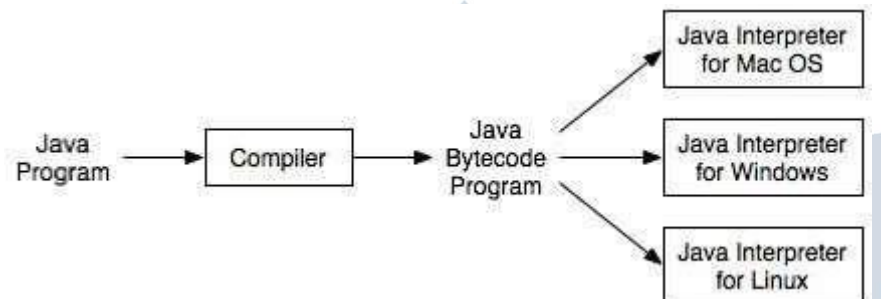 Java
Program
Compiler
Java
Bytecode
Program
Java Interpreter
for Mac OS
Java Interpreter
for Windows
Java Interpreter
for Linux